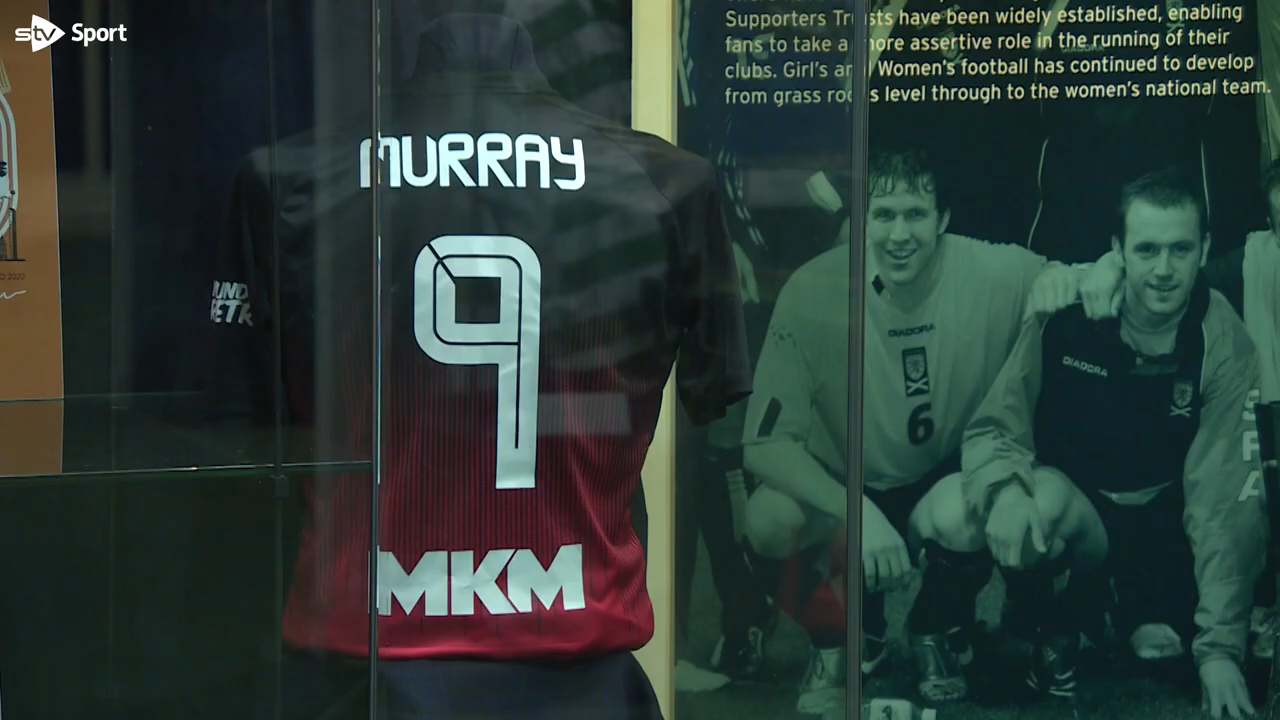 stv Sport
Supporters Trusts have been widely established, enabling
fans to take a more assertive role in the running of their
clubs. Girl's and Women's football has continued to develop
from grass roots level through to the women's national team.
MURRAY
9
MKM
DIADORA
6
DIADORA